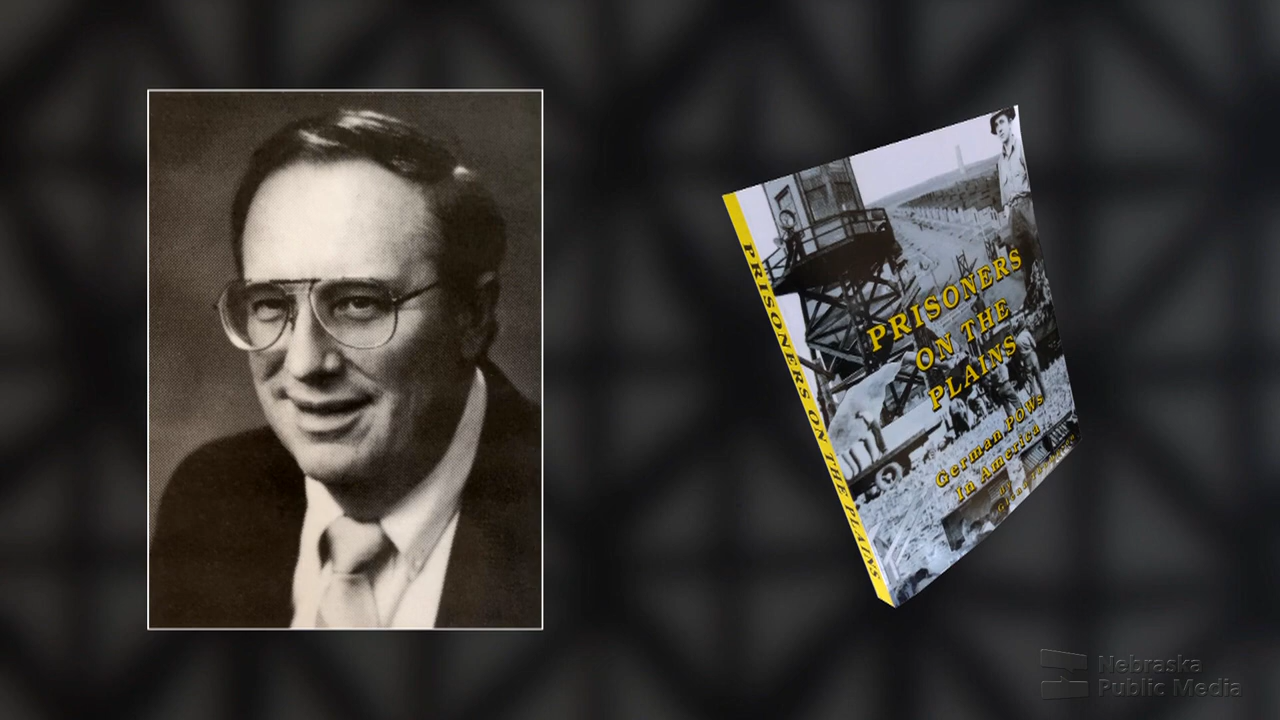 PRISONERS ON THE PLAINS
PRISONERS
ON THE
PLAINS
German POWs
In America
Nebraska
Public Media